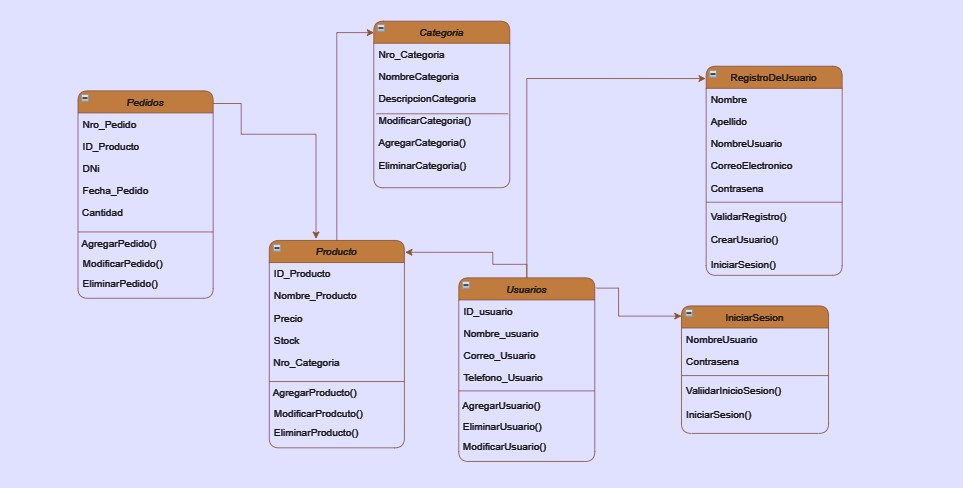 Categoria
Nro_Categoria
NombreCategoria
DescripcionCategoria
ModificarCategoria()
AgregarCategoria()
EliminarCategoria()
RegistroDeUsuario
Nombre
Apellido
NombreUsuario
CorreoElectronico
Contrasena
ValidarRegistro()
CrearUsuario()
IniciarSesion()
Pedidos
Nro_Pedido
ID_Producto
DNi
Fecha_Pedido
Cantidad
AgregarPedido()
ModificarPedido()
EliminarPedido()
Producto
ID_Producto
Nombre_Producto
Precio
Stock
Nro_Categoria
AgregarProducto()
ModificarProdcuto()
EliminarProducto()
Usuarios
ID_usuario
Nombre_usuario
Correo_Usuario
Telefono_Usuario
AgregarUsuario()
EliminarUsuario()
ModificarUsuario()
IniciarSesion
NombreUsuario
Contrasena
ValiidarInicioSesion()
IniciarSesion()